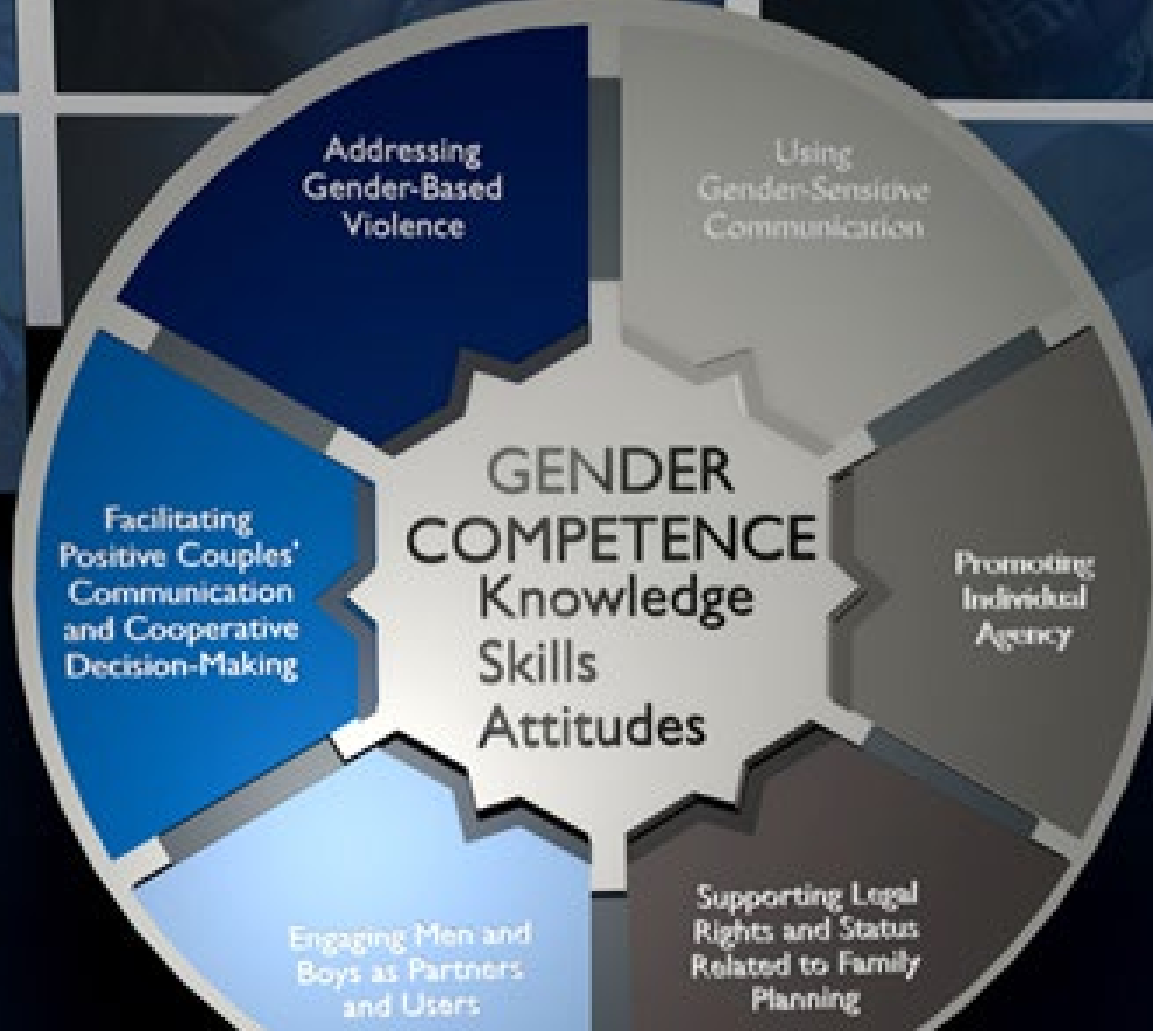 Addressing
Gender-Based
Violence
Using
Gender-Sensitive
Communication
Promoting
Individual
Agency
Supporting Legal
Rights and Status
Related to Family
Planning
Engaging Men and
Boys as Partners
and Users
Facilitating
Positive Couples'
Communication
and Cooperative
Decision-Making
GENDER
COMPETENCE
Knowledge
Skills
Attitudes